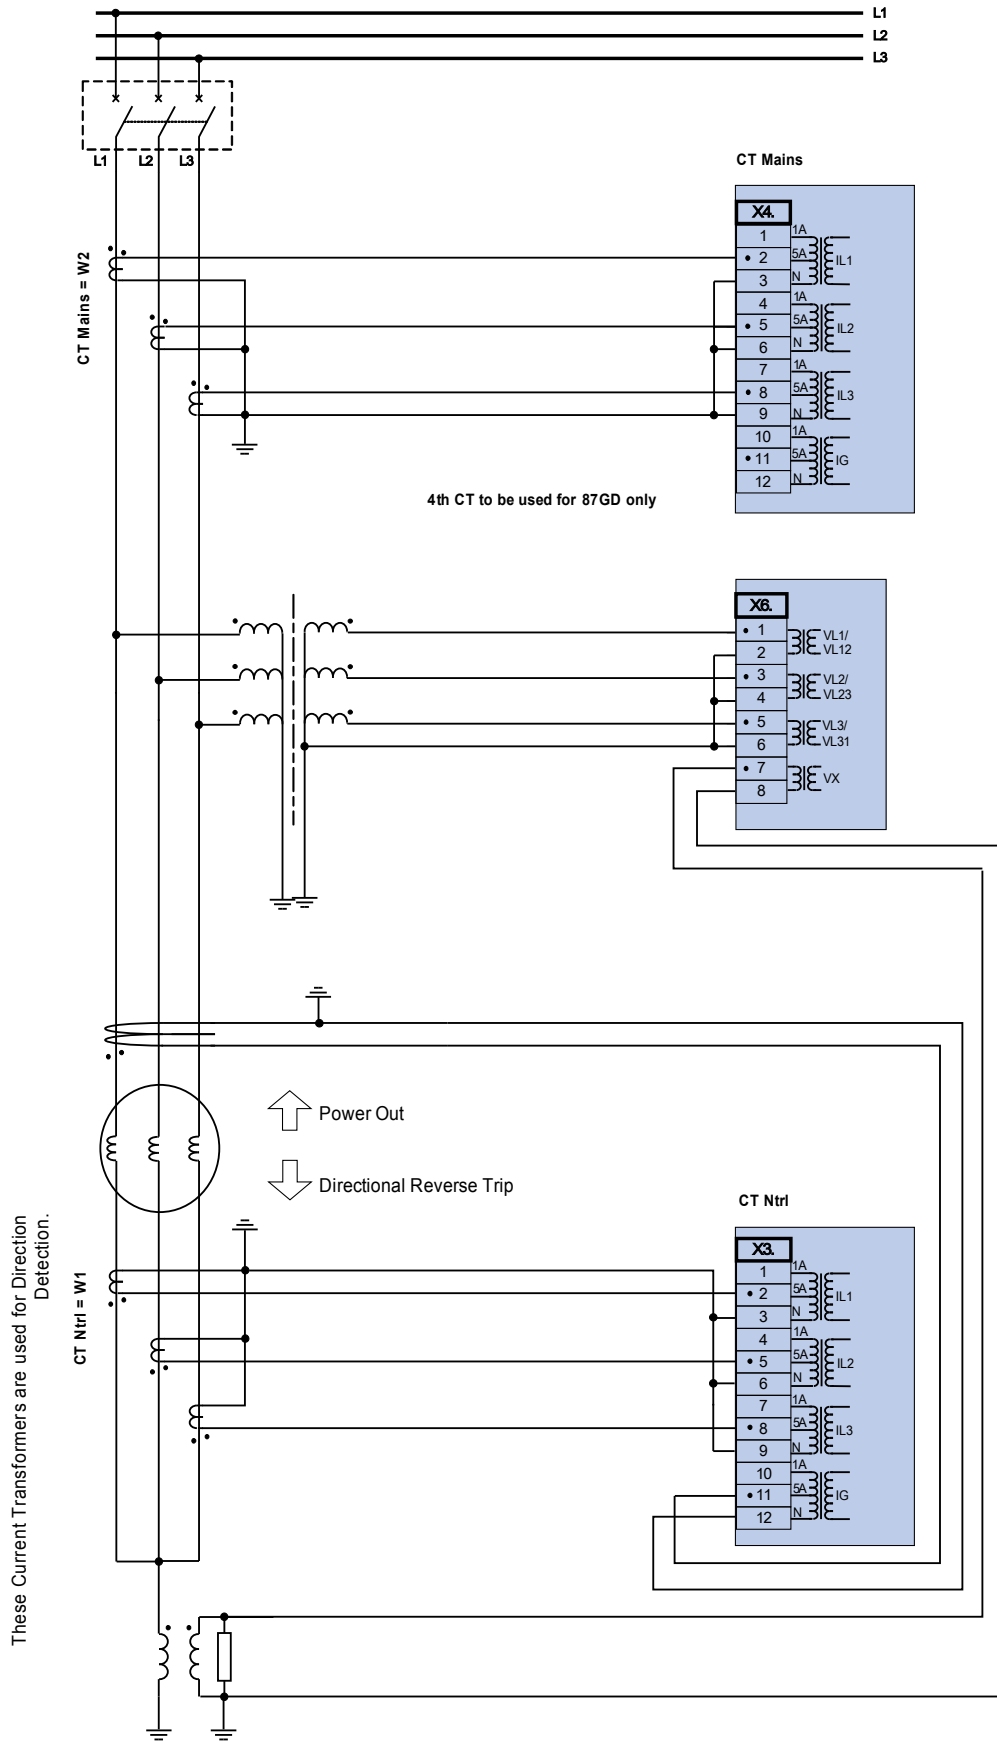 L1
L2
L3
L1 L2 L3
CT Mains = W2
CT Mains
X4.
1 1A
2 5A IL1
3 N
4 1A
5 5A IL2
6 N
7 1A
8 5A IL3
9 N
10 1A
11 5A IG
12 N
4th CT to be used for 87GD only
X6.
1 VL1/
2 VL12
3 VL2/
4 VL23
5 VL3/
6 VL31
7 VX
8
Power Out
Directional Reverse Trip
These Current Transformers are used for Direction
Detection.
CT Ntrl = W1
CT Ntrl
X3.
1 1A
2 5A IL1
3 N
4 1A
5 5A IL2
6 N
7 1A
8 5A IL3
9 N
10 1A
11 5A IG
12 N